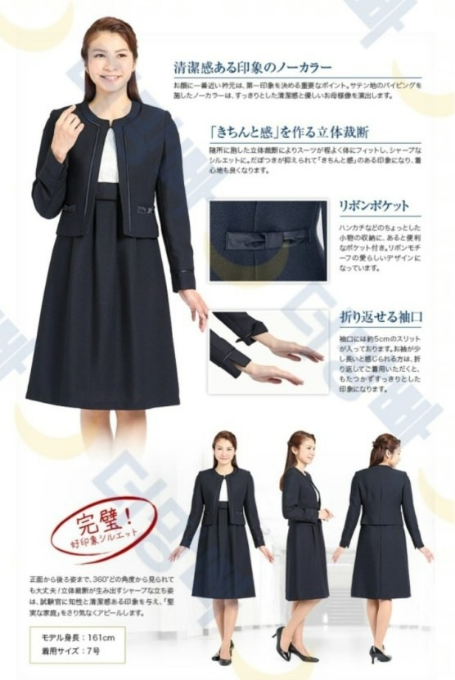 清潔感ある印象のノーカラー
お顔に一番近い衿元は、第一印象を決める重要なポイント。サテン地のパイピングを
施したノーカラーは、すっきりとした清潔感と優しいお母様像を演出します。
「きちんと感」を作る立体裁断
随所に施した立体裁断によりスーツが程よく体にフィットし、シャープな
シルエットに。だぼつきが抑えられて「きちんと感」のある印象になり、着
心地も良くなります。
リボンポケット
ハンカチなどのちょっとした
小物の収納に、あると便利
なポケット付き。リボンモチ
ーフの愛らしいデザインに
なっています。
折り返せる袖口
袖口には約5cmのスリット
が入っております。お袖が少
し長いと感じられる方は、折
り返してご着用いただくと、
もたつかずすっきりとした
印象になります。
完璧!
好印象シルエット
正面から後ろ姿まで、360°どの角度から見られて
も大丈夫!立体裁断が生み出すシャープな立ち姿
は、試験官に知性と清潔感ある印象を与え、「堅
実な家庭」をさり気なくアピールします。
モデル身長:161cm
着用サイズ:7号